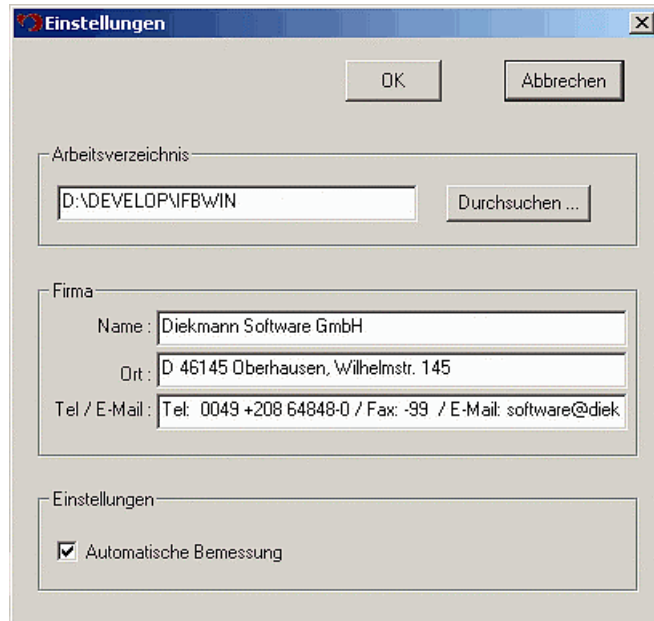 Einstellungen
OK
Abbrechen
Arbeitsverzeichnis
D:\DEVELOP\IFBWIN
Durchsuchen ...
Firma
Name : Diekmann Software GmbH
Ort : D 46145 Oberhausen, Wilhelmstr. 145
Tel / E-Mail : Tel:  0049 +208 64848-0 / Fax: -99  / E-Mail: software@diek
Einstellungen
Automatische Bemessung